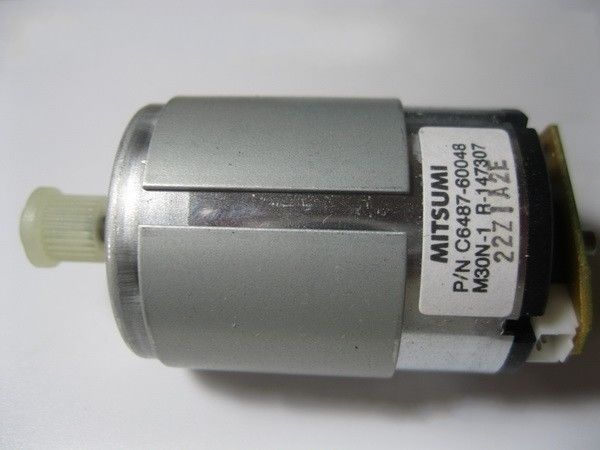 MITSUMI
P/N C6487-60048
M30N-1 R-147307
22Z1A2E